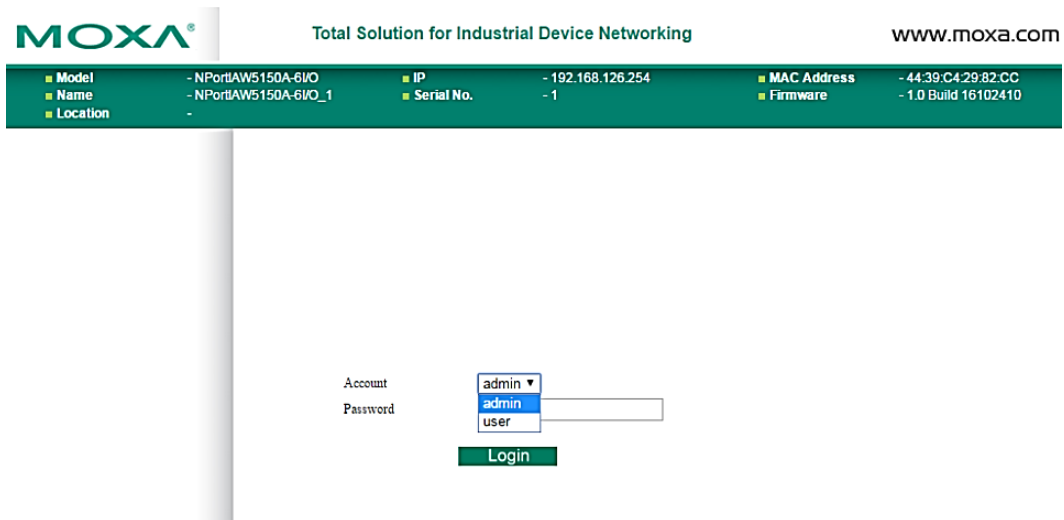 MOXA®
Total Solution for Industrial Device Networking
www.moxa.com
Model - NPortIAW5150A-6I/O IP - 192.168.126.254 MAC Address - 44:39:C4:29:82:CC
Name - NPortIAW5150A-6I/O_1 Serial No. - 1 Firmware - 1.0 Build 16102410
Location -
Account admin
admin
Password
user
Login